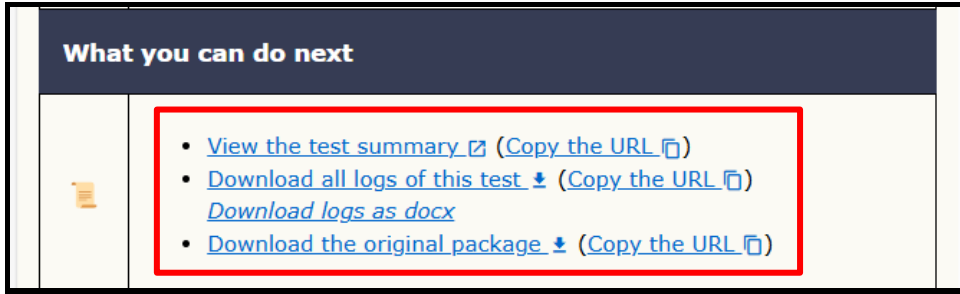 What you can do next
View the test summary (Copy the URL)
Download all logs of this test (Copy the URL)
Download logs as docx
Download the original package (Copy the URL)